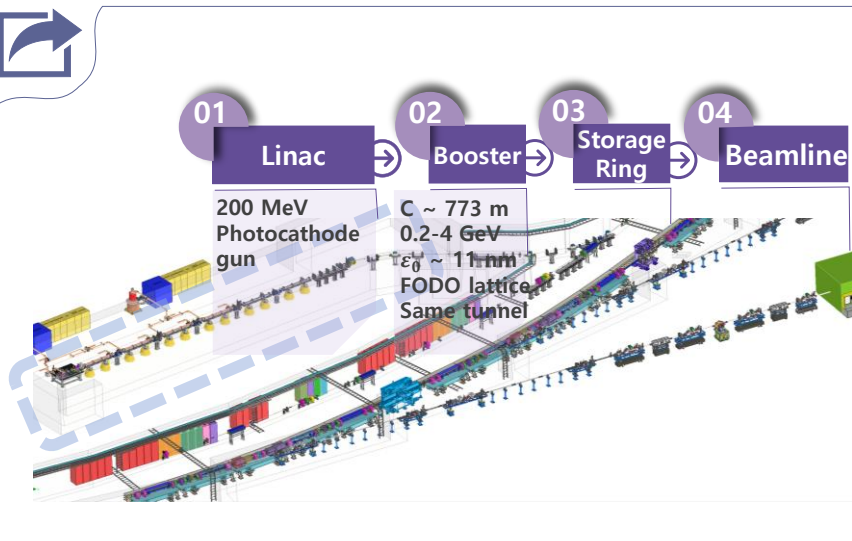 01
Linac
200 MeV
Photocathode
gun
02
Booster
C ~ 773 m
0.2-4 GeV
ε₀ ~ 11 nm
FODO lattice
Same tunnel
03
Storage
Ring
04
Beamline